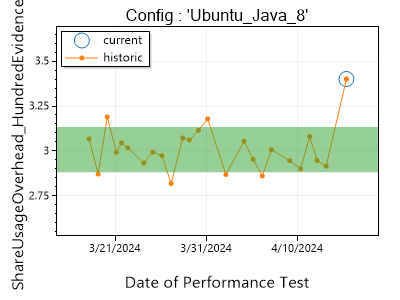 Config : 'Ubuntu_Java_8'
ShareUsageOverhead_HundredEvidence
current
historic
3.5
3.25
3
2.75
3/21/2024
3/31/2024
4/10/2024
Date of Performance Test